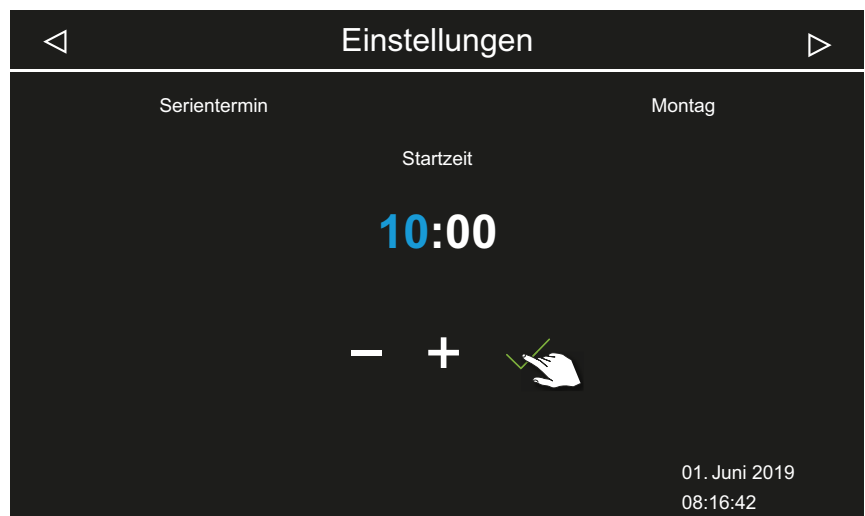 Einstellungen
Serientermin Montag
Startzeit
10:00
− +
01. Juni 2019
08:16:42